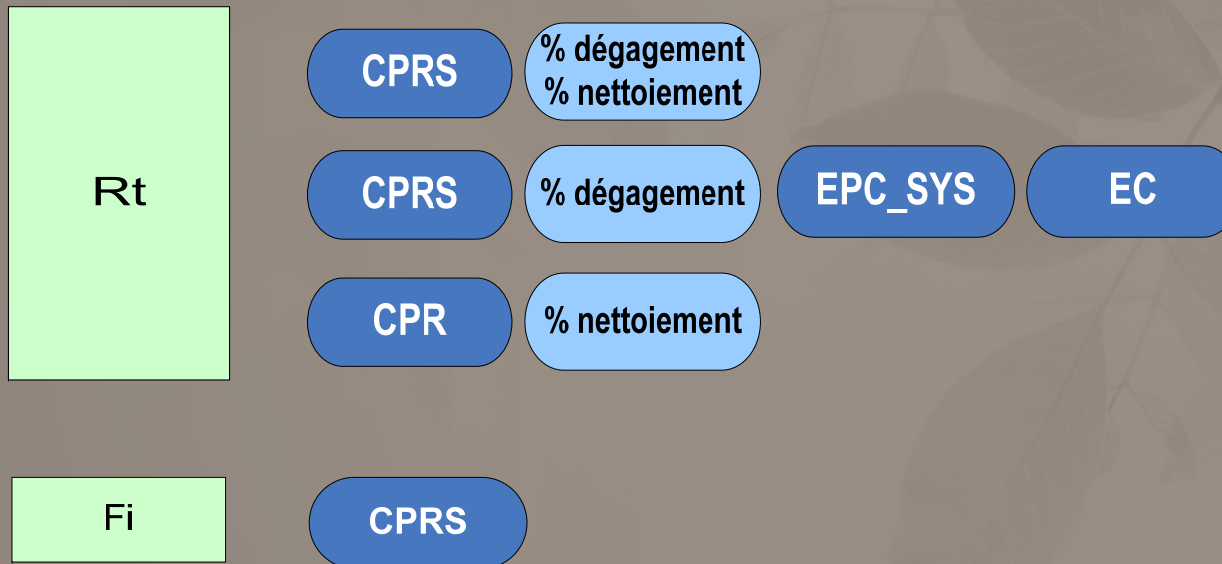 Rt
CPRS
% dégagement
% nettoiement
CPRS
% dégagement
EPC_SYS
EC
CPR
% nettoiement
Fi
CPRS